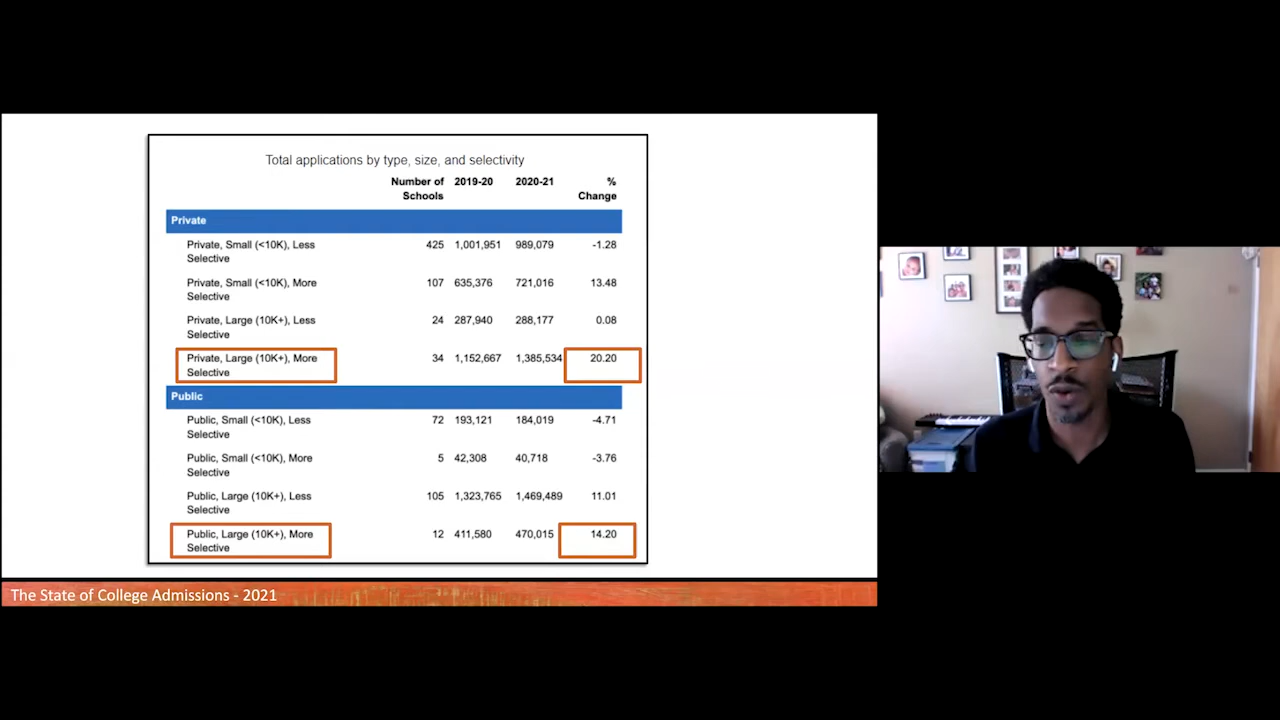 Total applications by type, size, and selectivity
Number of Schools 2019-20 2020-21 % Change
Private
Private, Small (<10K), Less Selective 425 1,001,951 989,079 -1.28
Private, Small (<10K), More Selective 107 635,376 721,016 13.48
Private, Large (10K+), Less Selective 24 287,940 288,177 0.08
Private, Large (10K+), More Selective 34 1,152,667 1,385,534 20.20
Public
Public, Small (<10K), Less Selective 72 193,121 184,019 -4.71
Public, Small (<10K), More Selective 5 42,308 40,718 -3.76
Public, Large (10K+), Less Selective 105 1,323,765 1,469,489 11.01
Public, Large (10K+), More Selective 12 411,580 470,015 14.20
The State of College Admissions - 2021